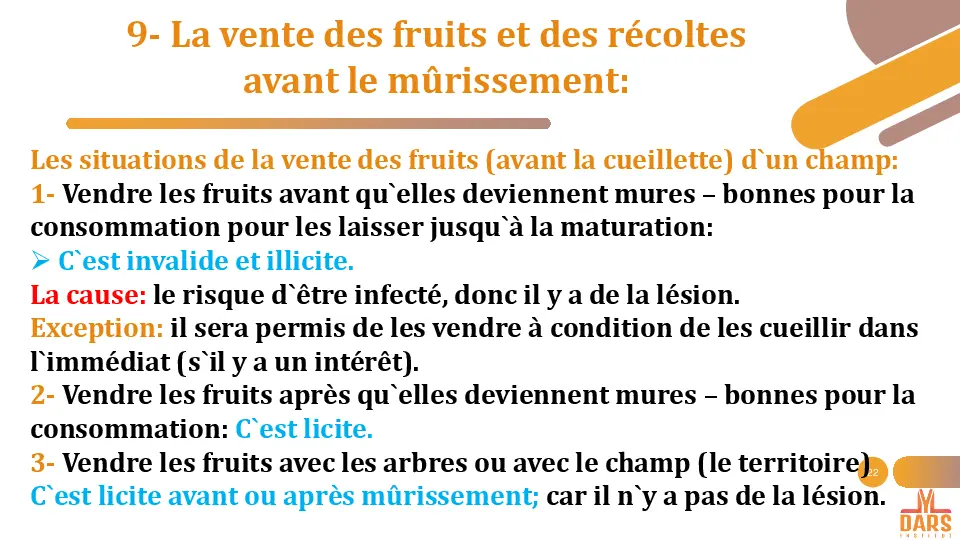 9- La vente des fruits et des récoltes
avant le mûrissement:
Les situations de la vente des fruits (avant la cueillette) d`un champ:
1- Vendre les fruits avant qu`elles deviennent mures – bonnes pour la
consommation pour les laisser jusqu`à la maturation:
➢ C`est invalide et illicite.
La cause: le risque d`être infecté, donc il y a de la lésion.
Exception: il sera permis de les vendre à condition de les cueillir dans
l`immédiat (s`il y a un intérêt).
2- Vendre les fruits après qu`elles deviennent mures – bonnes pour la
consommation: C`est licite.
3- Vendre les fruits avec les arbres ou avec le champ (le territoire)
22
C`est licite avant ou après mûrissement; car il n`y a pas de la lésion.
DARS
INSTITUT